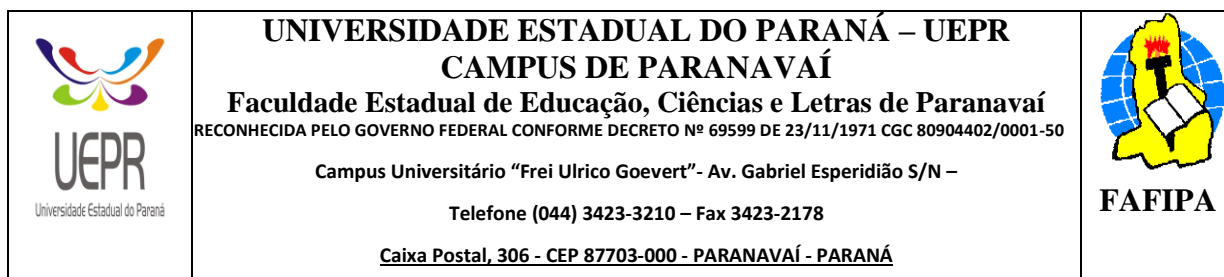 UEPR
Universidade Estadual do Paraná
UNIVERSIDADE ESTADUAL DO PARANÁ – UEPR
CAMPUS DE PARANAVAÍ
Faculdade Estadual de Educação, Ciências e Letras de Paranavaí
RECONHECIDA PELO GOVERNO FEDERAL CONFORME DECRETO Nº 69599 DE 23/11/1971 CGC 80904402/0001-50
Campus Universitário “Frei Ulrico Goevert”- Av. Gabriel Esperidião S/N –
Telefone (044) 3423-3210 – Fax 3423-2178
Caixa Postal, 306 - CEP 87703-000 - PARANAVAÍ - PARANÁ
FAFIPA